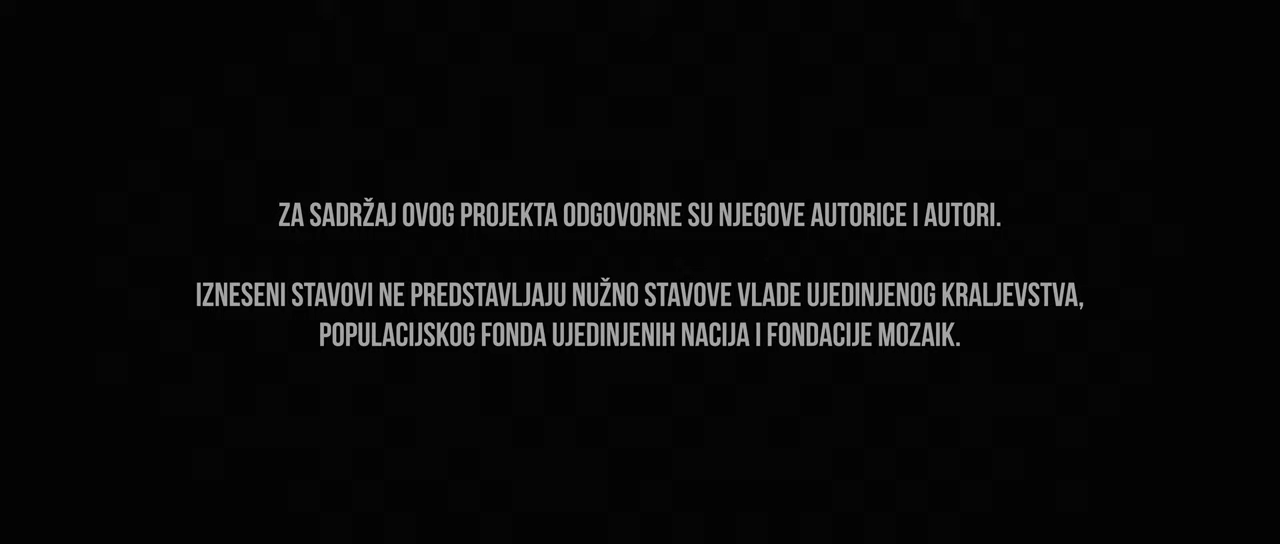 ZA SADRŽAJ OVOG PROJEKTA ODGOVORNE SU NJEGOVE AUTORICE I AUTORI.
IZNESENI STAVOVI NE PREDSTAVLJAJU NUŽNO STAVOVE VLADE UJEDINJENOG KRALJEVSTVA,
POPULACIJSKOG FONDA UJEDINJENIH NACIJA I FONDACIJE MOZAIK.